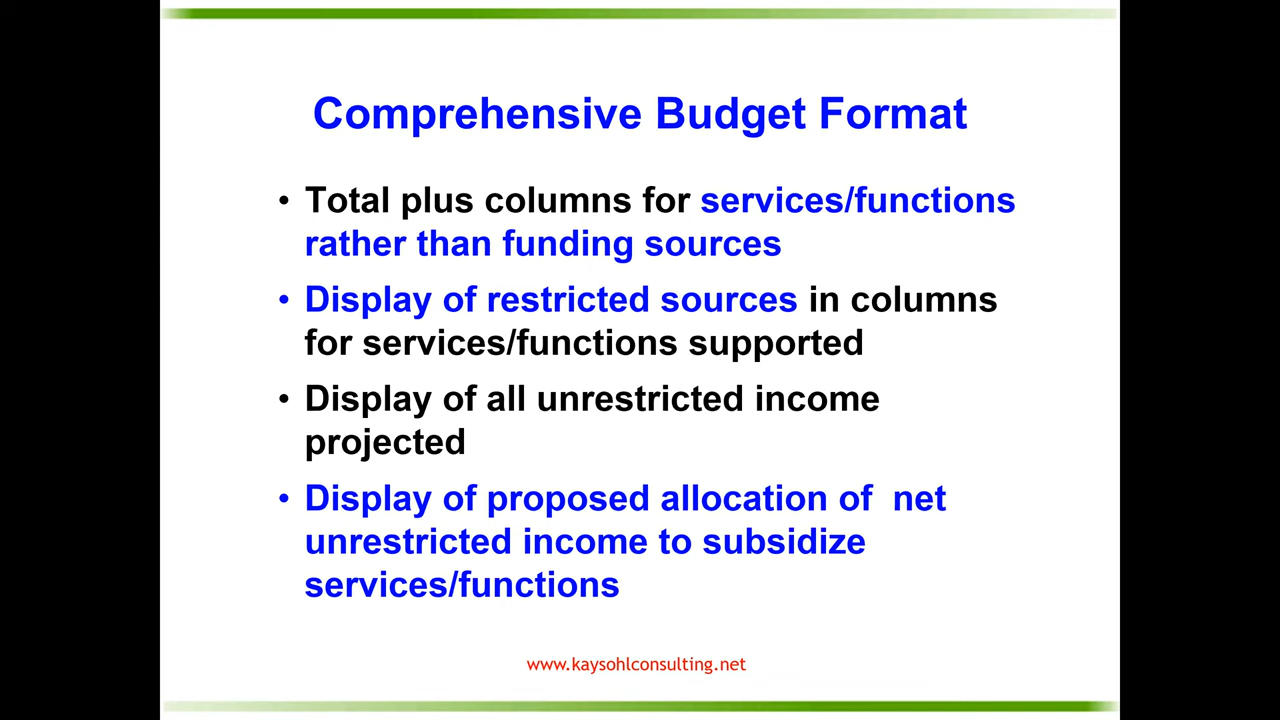 Comprehensive Budget Format
• Total plus columns for services/functions
rather than funding sources
• Display of restricted sources in columns
for services/functions supported
• Display of all unrestricted income
projected
• Display of proposed allocation of  net
unrestricted income to subsidize
services/functions
www.kaysohlconsulting.net